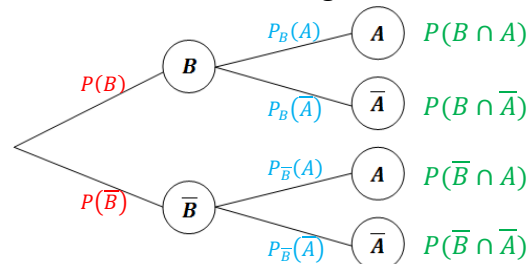 P_B(A) A P(B ∩ A)
P(B) B
P_B(A̅) A̅ P(B ∩ A̅)
P_B̅(A) A P(B̅ ∩ A)
P(B̅) B̅
P_B̅(A̅) A̅ P(B̅ ∩ A̅)